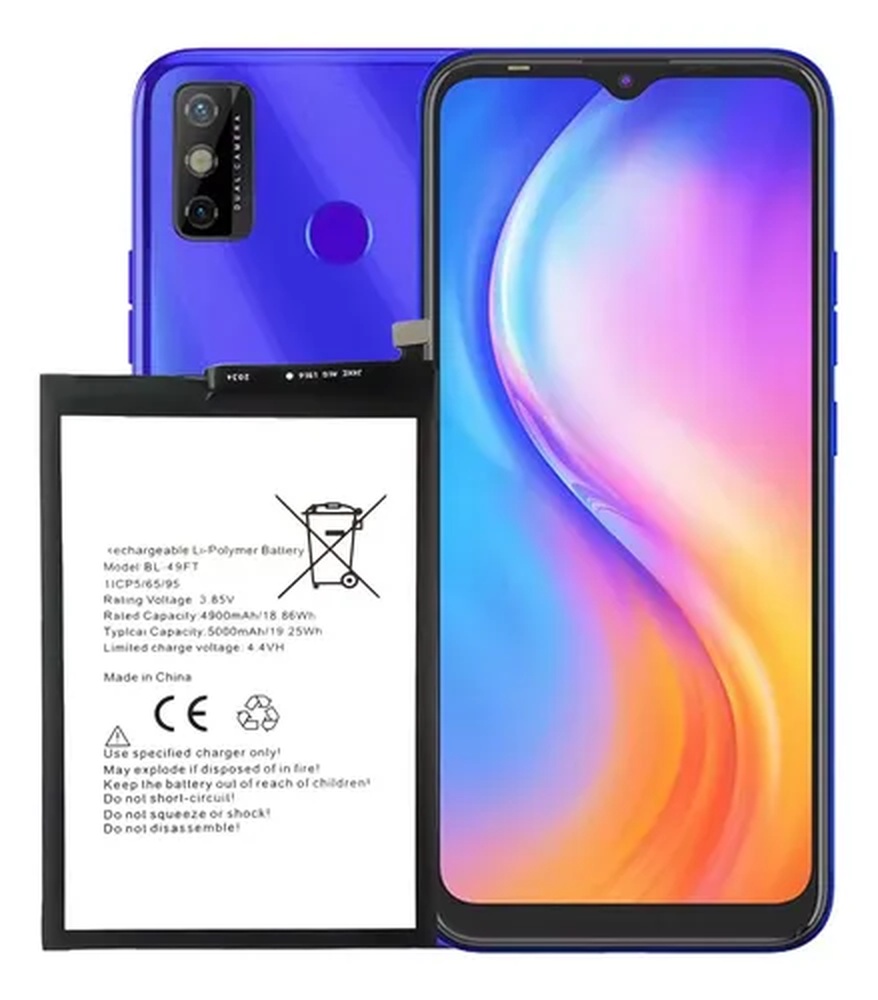 DUAL CAMERA
2024
‹echargeable Li-Polymer Battery
Model BL-49FT
1ICP5/65/95
Rating Voltage 3.85V
Rated Capacity:4900mAh/18.86Wh
Typlcai Capacity:5000mAh/19.25Wh
Limited charge voltage: 4.4VH
Made in China
CE
Use specified charger only!
May explode if disposed of in fire!
Keep the battery out of reach of children!
Do not short-circuit!
Do not squeeze or shock!
Do not disassemble!